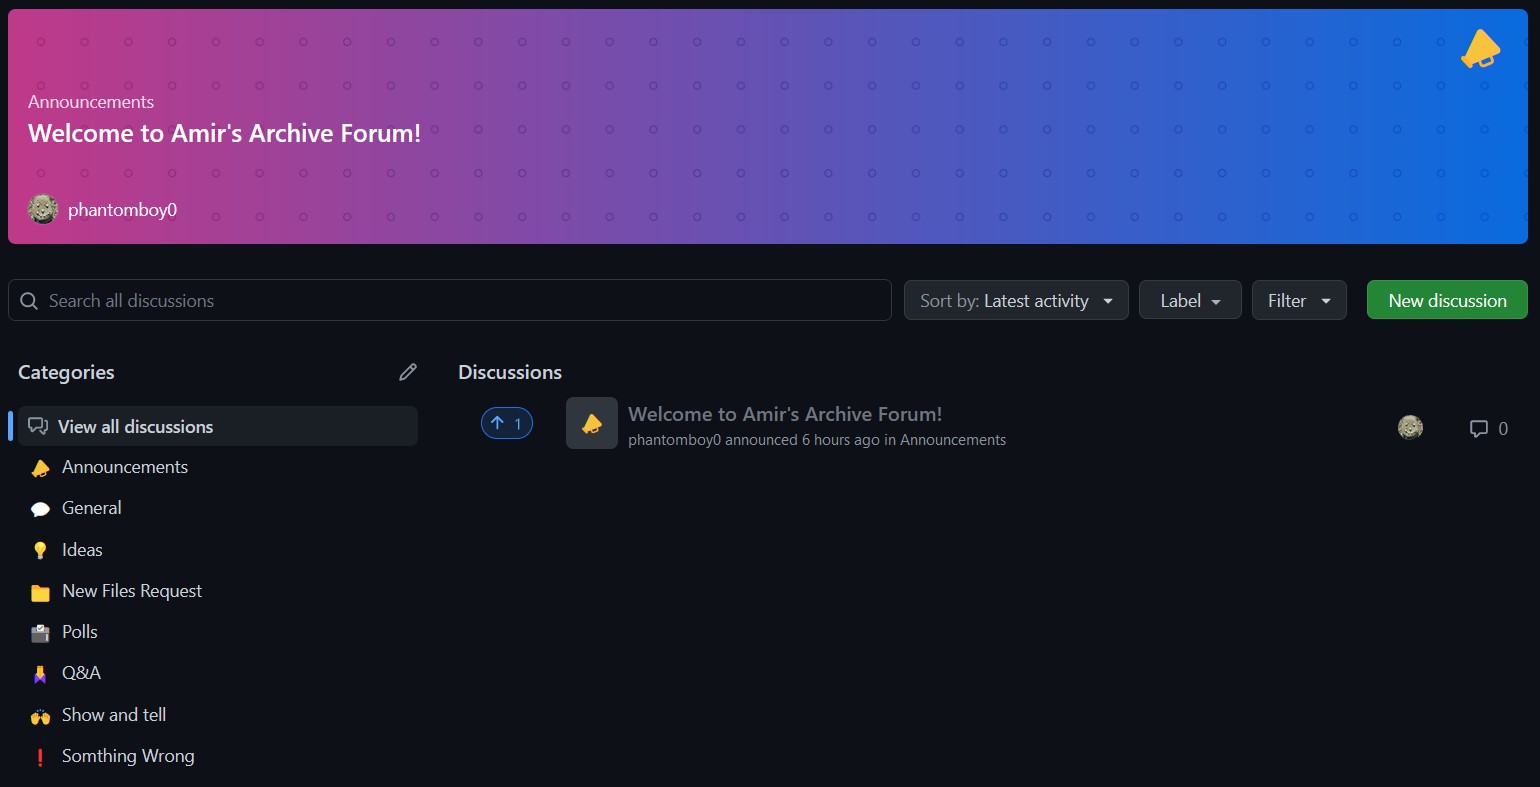 Announcements
Welcome to Amir's Archive Forum!
phantomboy0
Search all discussions
Sort by: Latest activity
Label
Filter
New discussion
Categories
View all discussions
Announcements
General
Ideas
New Files Request
Polls
Q&A
Show and tell
Somthing Wrong
Discussions
1
Welcome to Amir's Archive Forum!
phantomboy0 announced 6 hours ago in Announcements
0